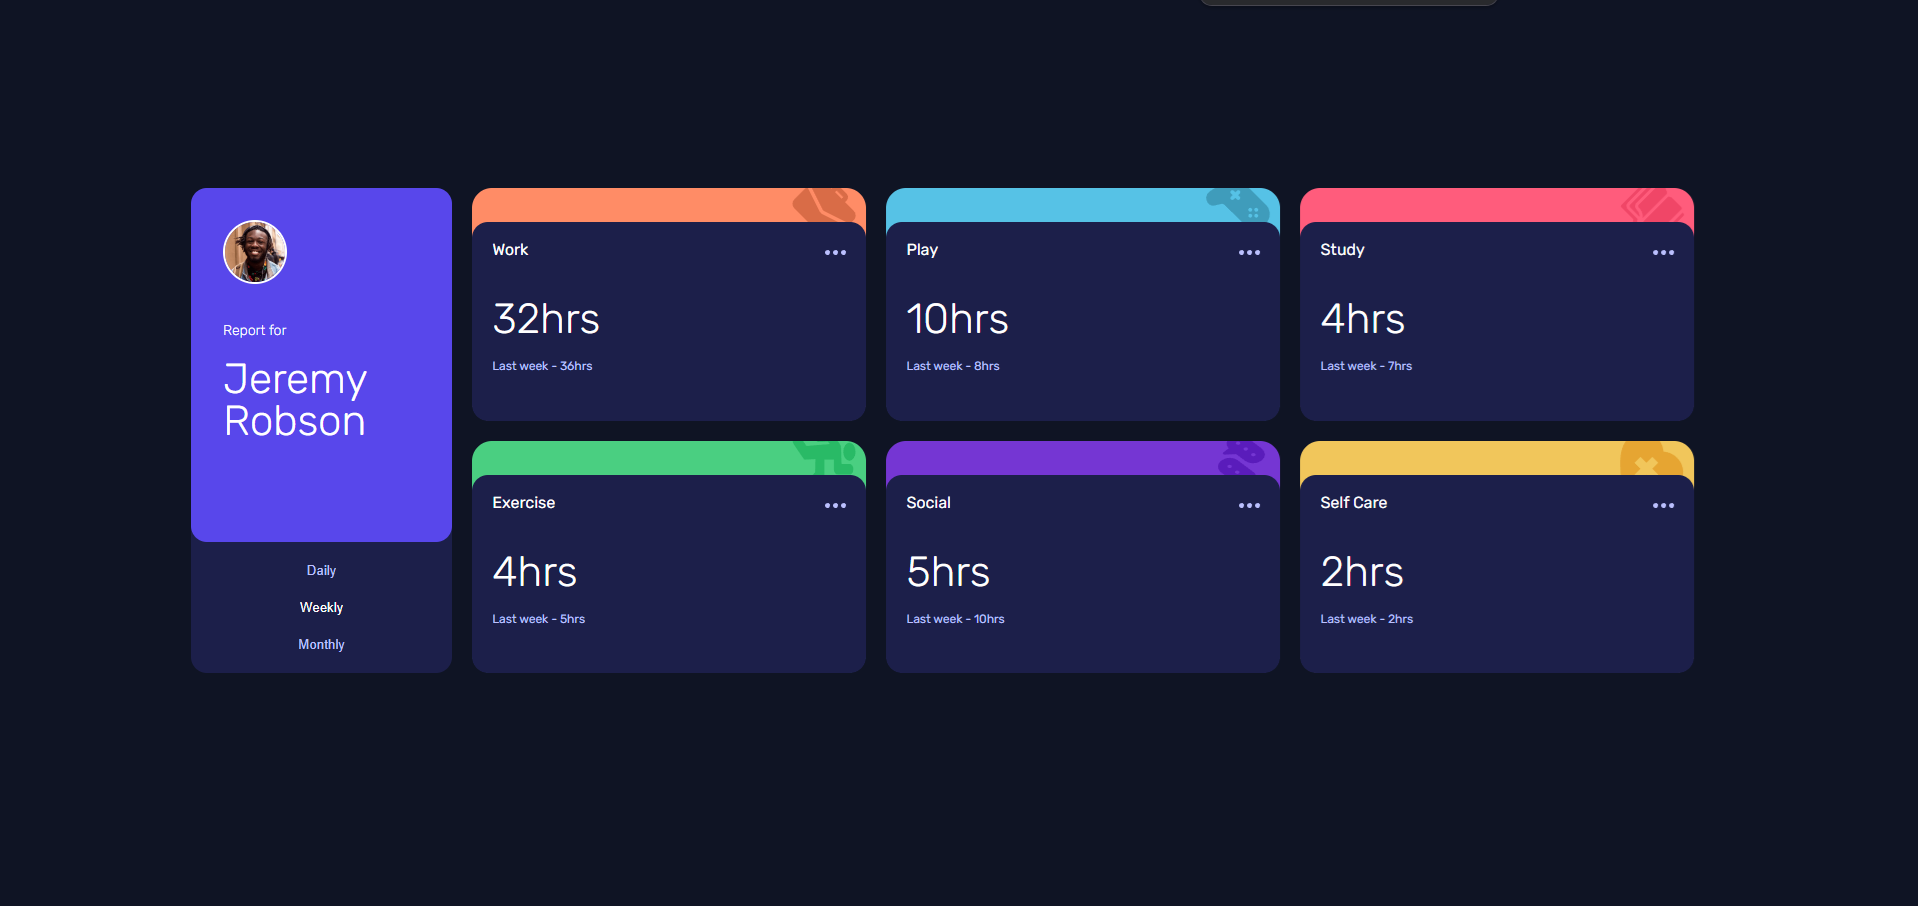 Report for
Jeremy
Robson
Daily
Weekly
Monthly
Work
32hrs
Last week - 36hrs
Play
10hrs
Last week - 8hrs
Study
4hrs
Last week - 7hrs
Exercise
4hrs
Last week - 5hrs
Social
5hrs
Last week - 10hrs
Self Care
2hrs
Last week - 2hrs